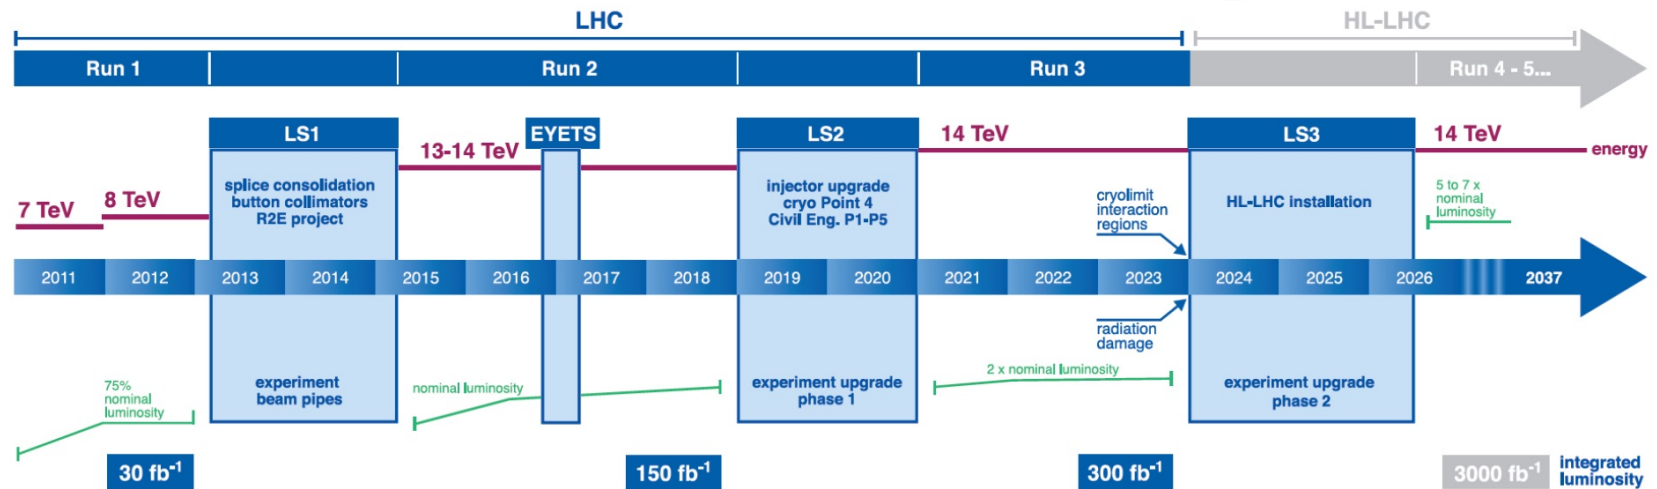 LHC
HL-LHC
Run 1
Run 2
Run 3
Run 4 - 5...
LS1
EYETS
LS2
14 TeV
LS3
14 TeV
energy
13-14 TeV
7 TeV
8 TeV
splice consolidation
button collimators
R2E project
injector upgrade
cryo Point 4
Civil Eng. P1-P5
cryolimit
interaction
regions
HL-LHC installation
5 to 7 x
nominal
luminosity
2011
2012
2013
2014
2015
2016
2017
2018
2019
2020
2021
2022
2023
2024
2025
2026
2037
radiation
damage
75%
nominal
luminosity
experiment
beam pipes
nominal luminosity
experiment upgrade
phase 1
2 x nominal luminosity
experiment upgrade
phase 2
30 fb⁻¹
150 fb⁻¹
300 fb⁻¹
3000 fb⁻¹
integrated
luminosity